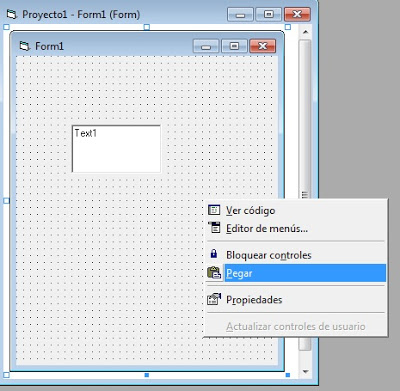 Proyecto1 - Form1 (Form)
Form1
Text1
Ver código
Editor de menús...
Bloquear controles
Pegar
Propiedades
Actualizar controles de usuario